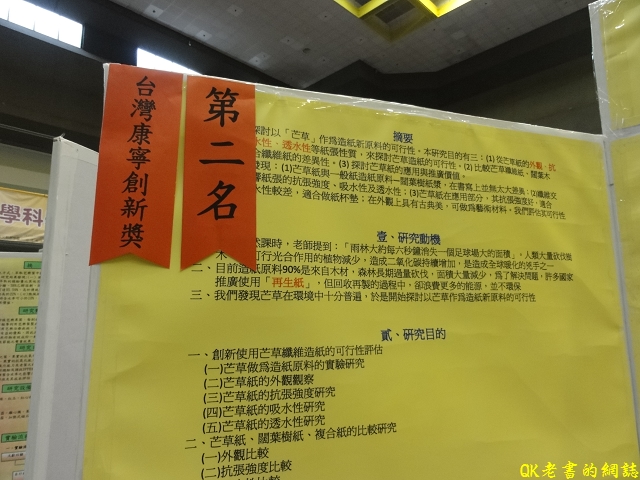 台灣康寧創新獎
第二名
學科
摘要
探討以「芒草」作為造紙新原料的可行性。本研究目的有三：(1)從芒草紙的外觀、抗
水性、透水性等紙張性質，來探討芒草造紙的可行性。(2)比較芒草纖維紙、闊葉木
合纖維紙的差異性。(3)探討芒草紙的應用與推廣價值。
發現：(1)芒草紙與一般紙造紙原料—闊葉樹紙漿，在書寫上並無太大差異；(2)纖維交
響紙張的抗張強度、吸水性及透水性；(3)芒草紙在應用部分，其抗張強度好，適合
水性較差，適合做紙杯墊；在外觀上具有古典美，可做為藝術材料。我們評估其可行性
壹、研究動機
然課時，老師提到：「雨林大約每六秒鐘消失一個足球場大的面積」，人類大量砍伐
木
可行光合作用的植物減少，造成二氧化碳持續增加，是造成全球暖化的兇手之一
二、目前造紙原料90%是來自木材，森林長期過量砍伐，面積大量減少，為了解決問題，許多國家
推廣使用「再生紙」，但回收再製的過程中，卻浪費更多的能源，並不環保
三、我們發現芒草在環境中十分普遍，於是開始探討以芒草作為造紙新原料的可行性
貳、研究目的
一、創新使用芒草纖維造紙的可行性評估
(一)芒草做為造紙原料的實驗研究
(二)芒草紙的外觀觀察
(三)芒草紙的抗張強度研究
(四)芒草紙的吸水性研究
(五)芒草紙的透水性研究
二、芒草紙、闊葉樹紙、複合紙的比較研究
(一)外觀比較
(二)抗張強度比較
QK老書的網誌